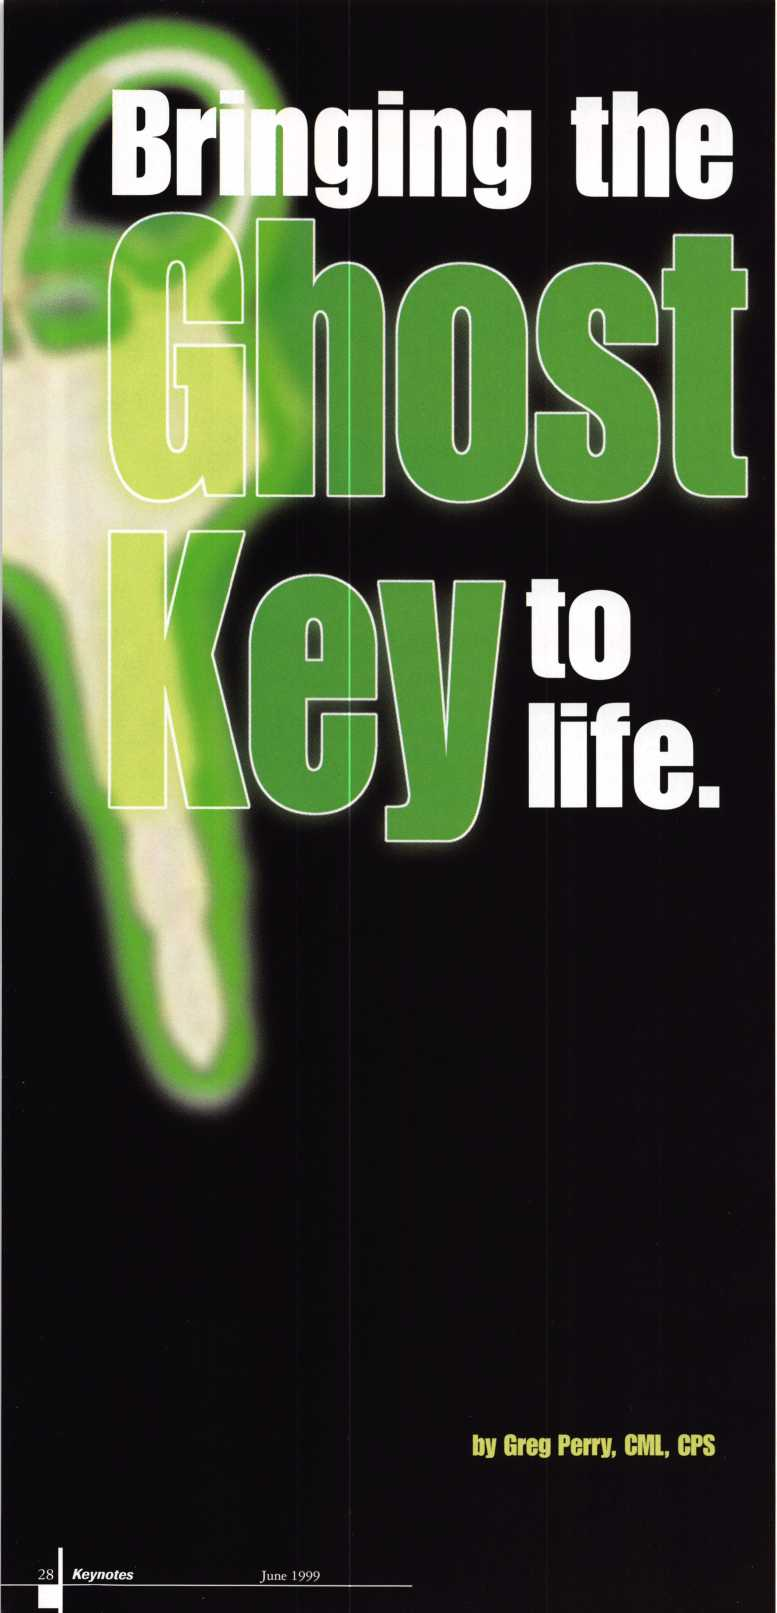 Bringing the
Ghost
Key to
life.
by Greg Perry, CML, CPS
28 Keynotes June 1999